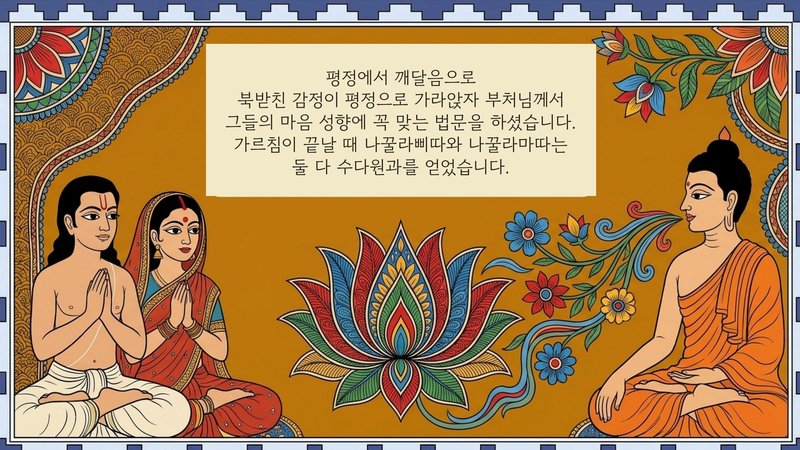 평정에서 깨달음으로
북받친 감정이 평정으로 가라앉자 부처님께서
그들의 마음 성향에 꼭 맞는 법문을 하셨습니다.
가르침이 끝날 때 나꿀라삐따와 나꿀라마따는
둘 다 수다원과를 얻었습니다.